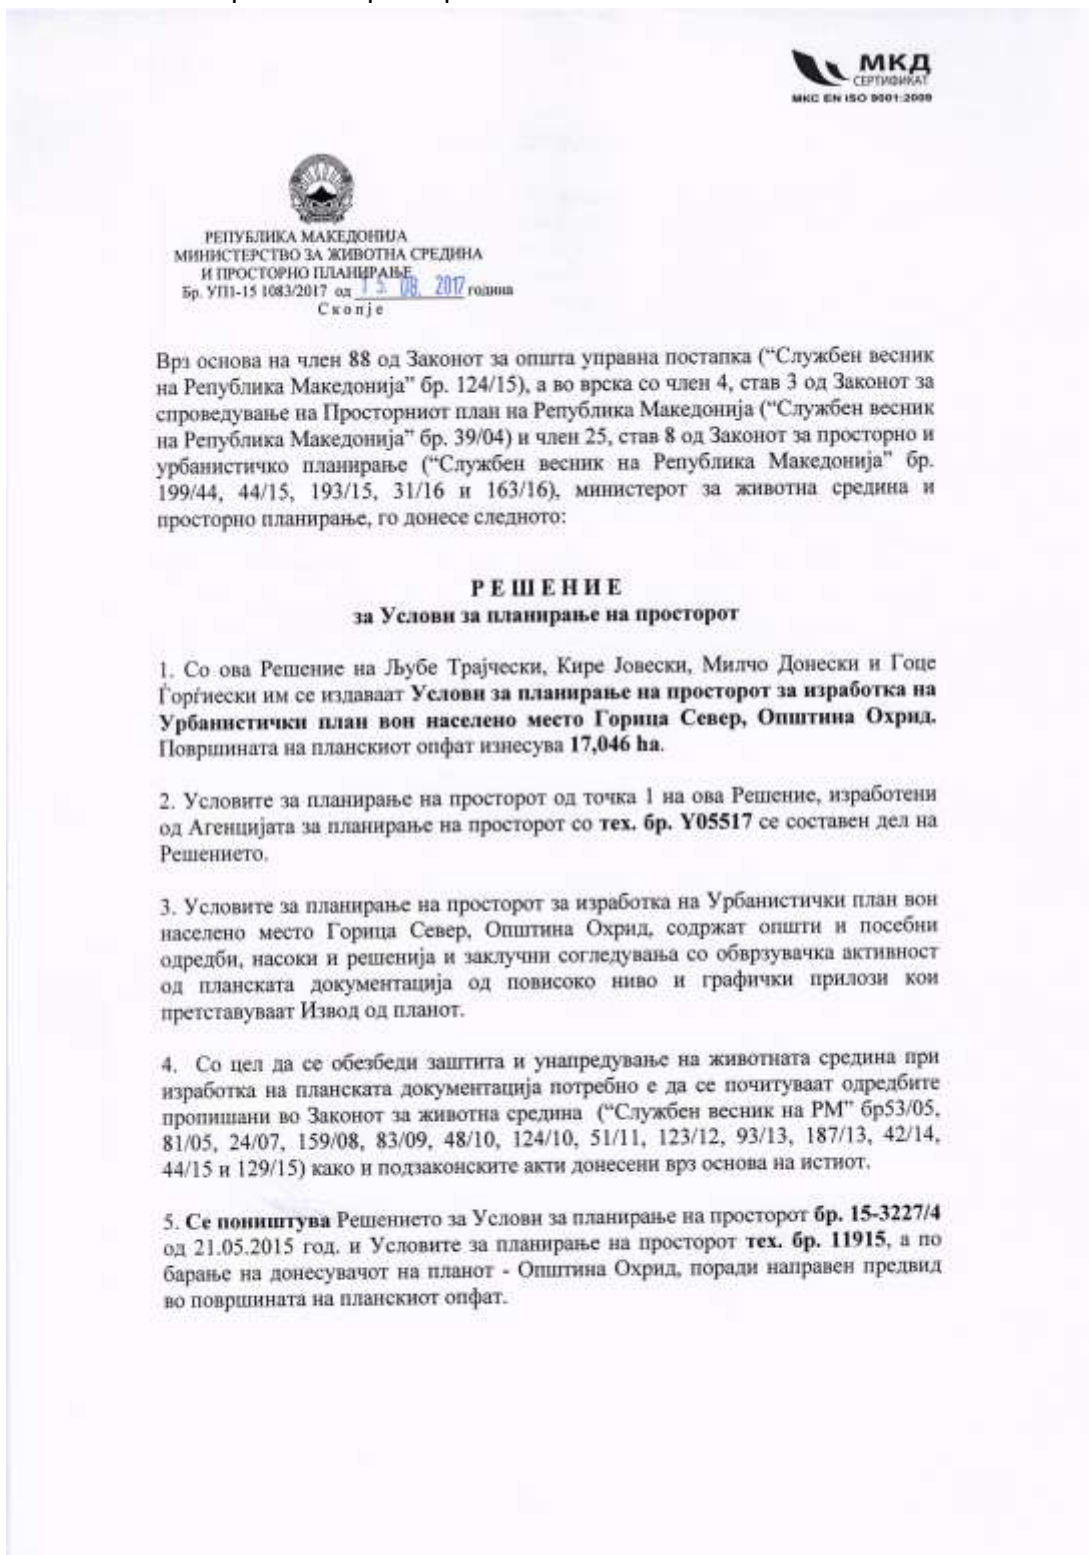 МКД
СЕРТИФИКАТ
МКС EN ISO 9001:2009
РЕПУБЛИКА МАКЕДОНИЈА
МИНИСТЕРСТВО ЗА ЖИВОТНА СРЕДИНА
И ПРОСТОРНО ПЛАНИРАЊЕ
Бр. УП1-15 1083/2017 од 15. 08. 2017 година
Скопје
Врз основа на член 88 од Законот за општа управна постапка (“Службен весник
на Република Македонија” бр. 124/15), а во врска со член 4, став 3 од Законот за
спроведување на Просторниот план на Република Македонија (“Службен весник
на Република Македонија” бр. 39/04) и член 25, став 8 од Законот за просторно и
урбанистичко планирање (“Службен весник на Република Македонија” бр.
199/44, 44/15, 193/15, 31/16 и 163/16), министерот за животна средина и
просторно планирање, го донесе следното:
Р Е Ш Е Н И Е
за Услови за планирање на просторот
1. Со ова Решение на Љубе Трајчески, Кире Јовески, Милчо Донески и Гоце
Ѓорѓиески им се издаваат Услови за планирање на просторот за изработка на
Урбанистички план вон населено место Горица Север, Општина Охрид.
Површината на планскиот опфат изнесува 17,046 ha.
2. Условите за планирање на просторот од точка 1 на ова Решение, изработени
од Агенцијата за планирање на просторот со тех. бр. Y05517 се составен дел на
Решението.
3. Условите за планирање на просторот за изработка на Урбанистички план вон
населено место Горица Север, Општина Охрид, содржат општи и посебни
одредби, насоки и решенија и заклучни согледувања со обврзувачка активност
од планската документација од повисоко ниво и графички прилози кои
претставуваат Извод од планот.
4. Со цел да се обезбеди заштита и унапредување на животната средина при
изработка на планската документација потребно е да се почитуваат одредбите
пропишани во Законот за животна средина (“Службен весник на РМ” бр53/05,
81/05, 24/07, 159/08, 83/09, 48/10, 124/10, 51/11, 123/12, 93/13, 187/13, 42/14,
44/15 и 129/15) како и подзаконските акти донесени врз основа на истиот.
5. Се поништува Решението за Услови за планирање на просторот бр. 15-3227/4
од 21.05.2015 год. и Условите за планирање на просторот тех. бр. 11915, а по
барање на донесувачот на планот - Општина Охрид, поради направен предвид
во површината на планскиот опфат.